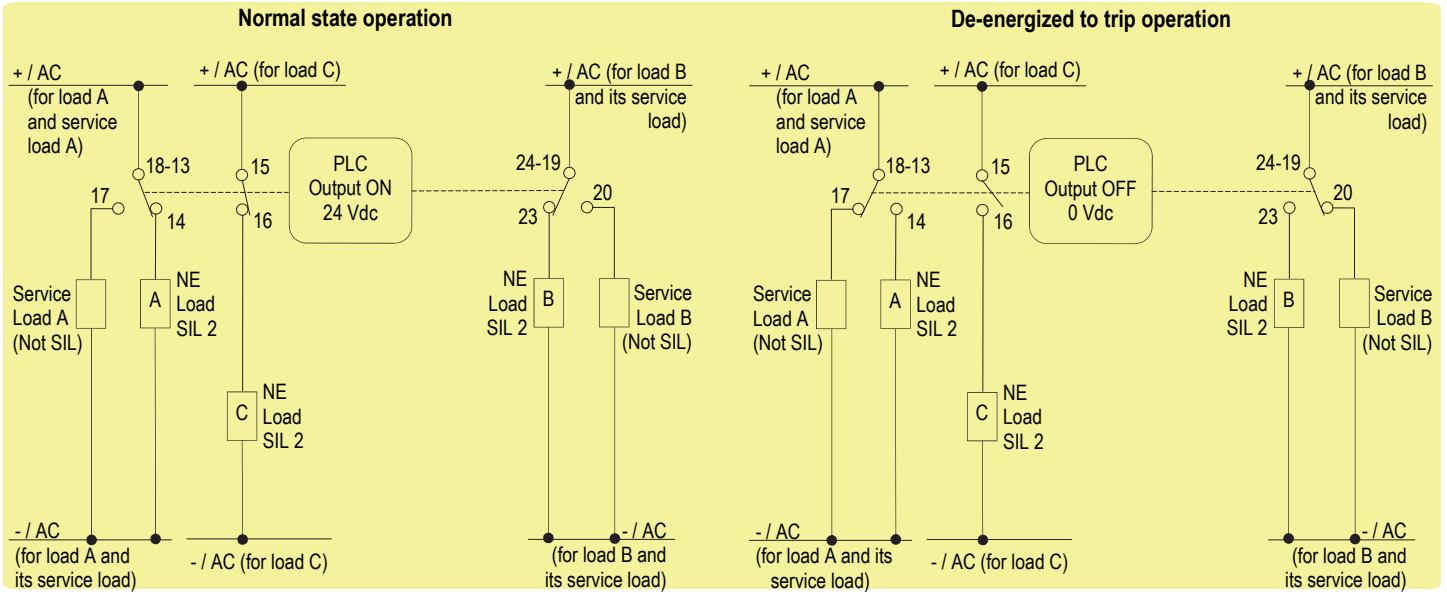 Normal state operation
+ / AC
(for load A
and service
load A)
+ / AC (for load C)
+ / AC (for load B
and its service
load)
18-13
15
24-19
PLC
Output ON
24 Vdc
17
14
16
23
20
Service
Load A
(Not SIL)
A
NE
Load
SIL 2
NE
Load
SIL 2
B
Service
Load B
(Not SIL)
C
NE
Load
SIL 2
- / AC
(for load A and
its service load)
- / AC (for load C)
- / AC
(for load B and
its service load)
De-energized to trip operation
+ / AC
(for load A
and service
load A)
+ / AC (for load C)
+ / AC (for load B
and its service
load)
18-13
15
24-19
PLC
Output OFF
0 Vdc
17
14
16
23
20
Service
Load A
(Not SIL)
A
NE
Load
SIL 2
NE
Load
SIL 2
B
Service
Load B
(Not SIL)
C
NE
Load
SIL 2
- / AC
(for load A and its
service load)
- / AC (for load C)
- / AC
(for load B and
its service load)